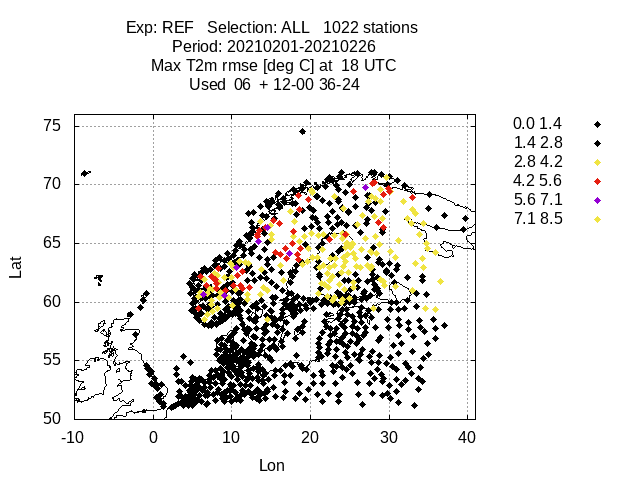 Exp: REF Selection: ALL 1022 stations
Period: 20210201-20210226
Max T2m rmse [deg C] at 18 UTC
Used 06 + 12-00 36-24
75
70
65
60
55
50
Lat
-10 0 10 20 30 40
Lon
0.0 1.4
1.4 2.8
2.8 4.2
4.2 5.6
5.6 7.1
7.1 8.5